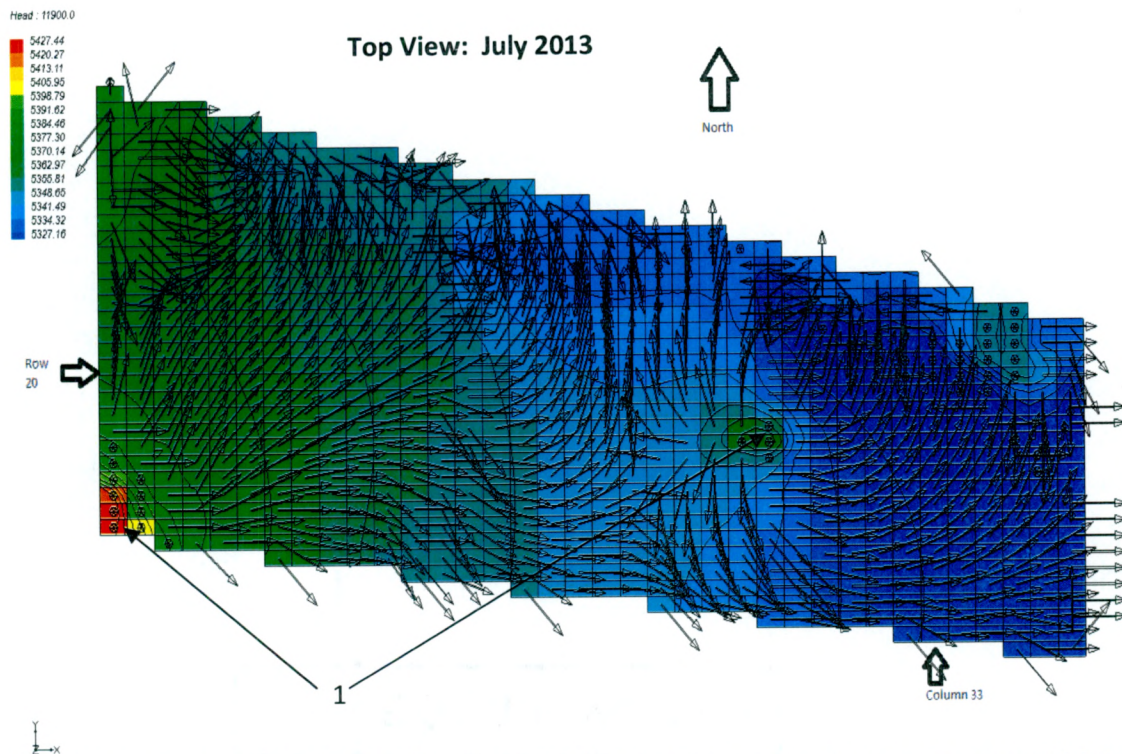 Head : 11900.0
Top View: July 2013
5427.44
5420.27
5413.11
5405.95
5398.79
5391.62
5384.46
5377.30
5370.14
5362.97
5355.81
5348.65
5341.49
5334.32
5327.16
North
Row
20
Column 33
1
Y
Z
X